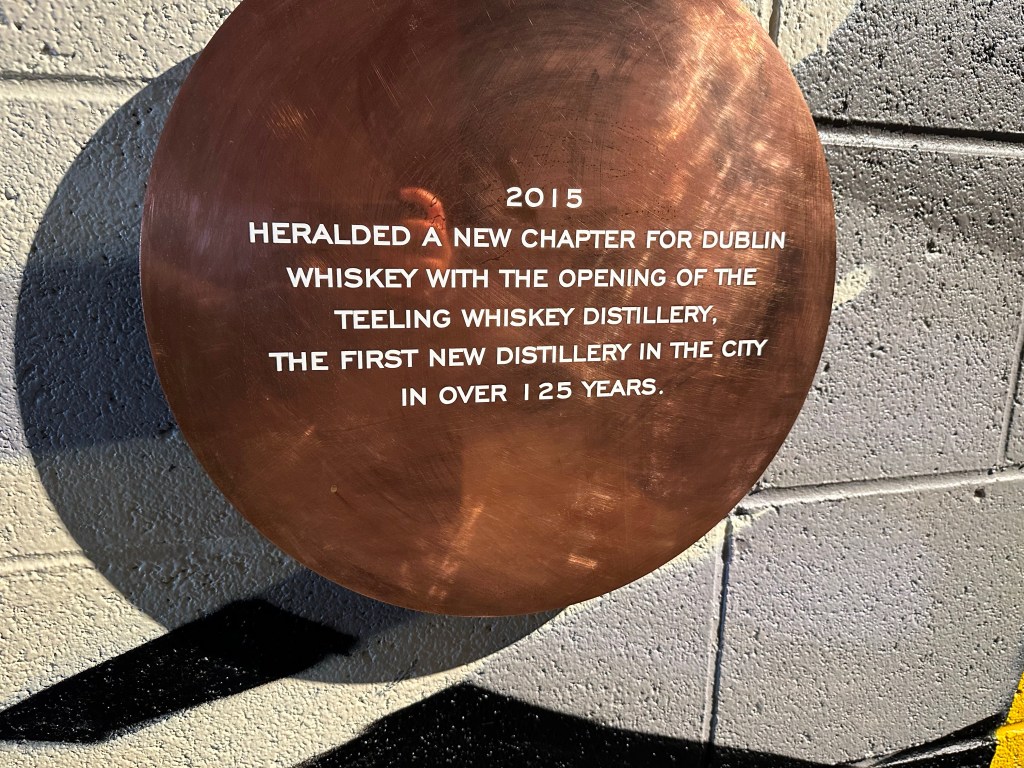 2015
HERALDED A NEW CHAPTER FOR DUBLIN
WHISKEY WITH THE OPENING OF THE
TEELING WHISKEY DISTILLERY,
THE FIRST NEW DISTILLERY IN THE CITY
IN OVER 125 YEARS.